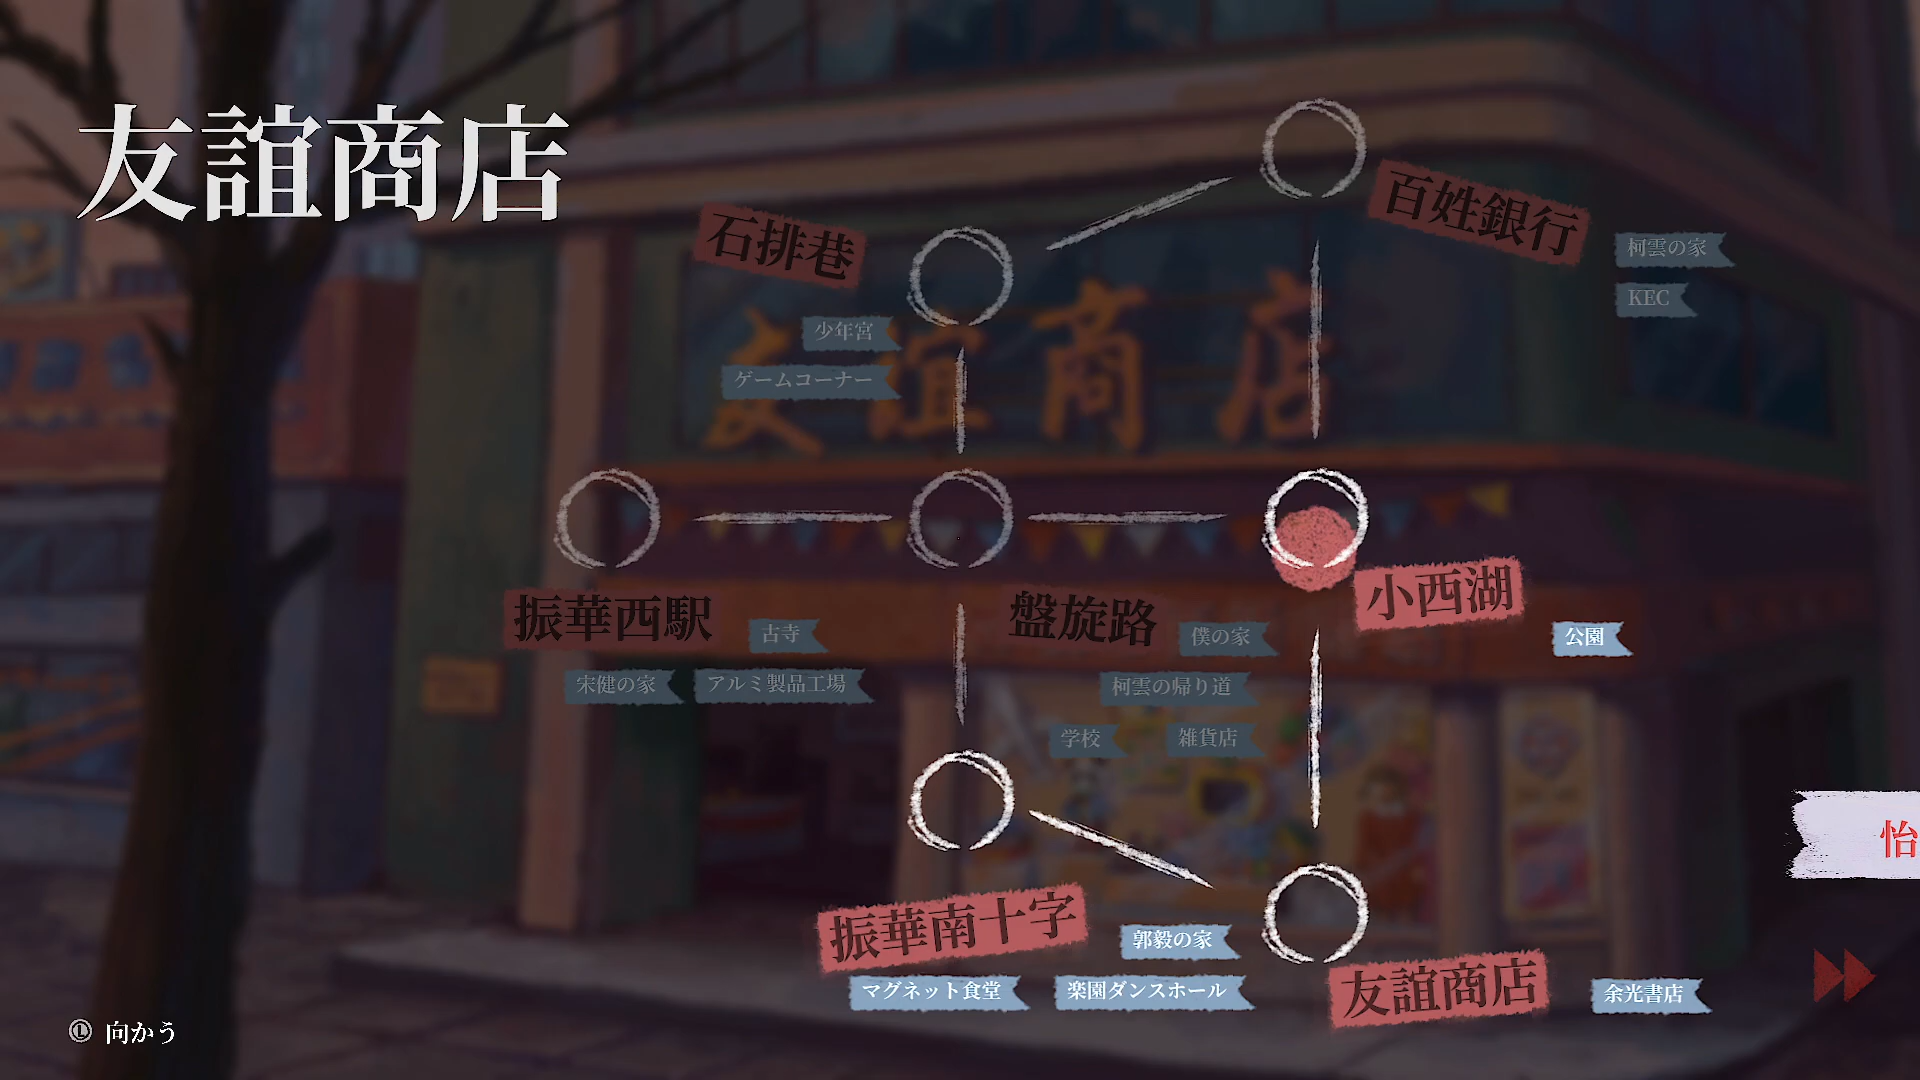 友誼商店
百姓銀行
柯雲の家
KEC
石排巷
少年宮
ゲームコーナー
友誼商店
小西湖
公園
振華西駅
古寺
宋健の家
アルミ製品工場
盤旋路
僕の家
柯雲の帰り道
学校
雑貨店
怡
振華南十字
郭毅の家
マグネット食堂
楽園ダンスホール
友誼商店
余光書店
L 向かう